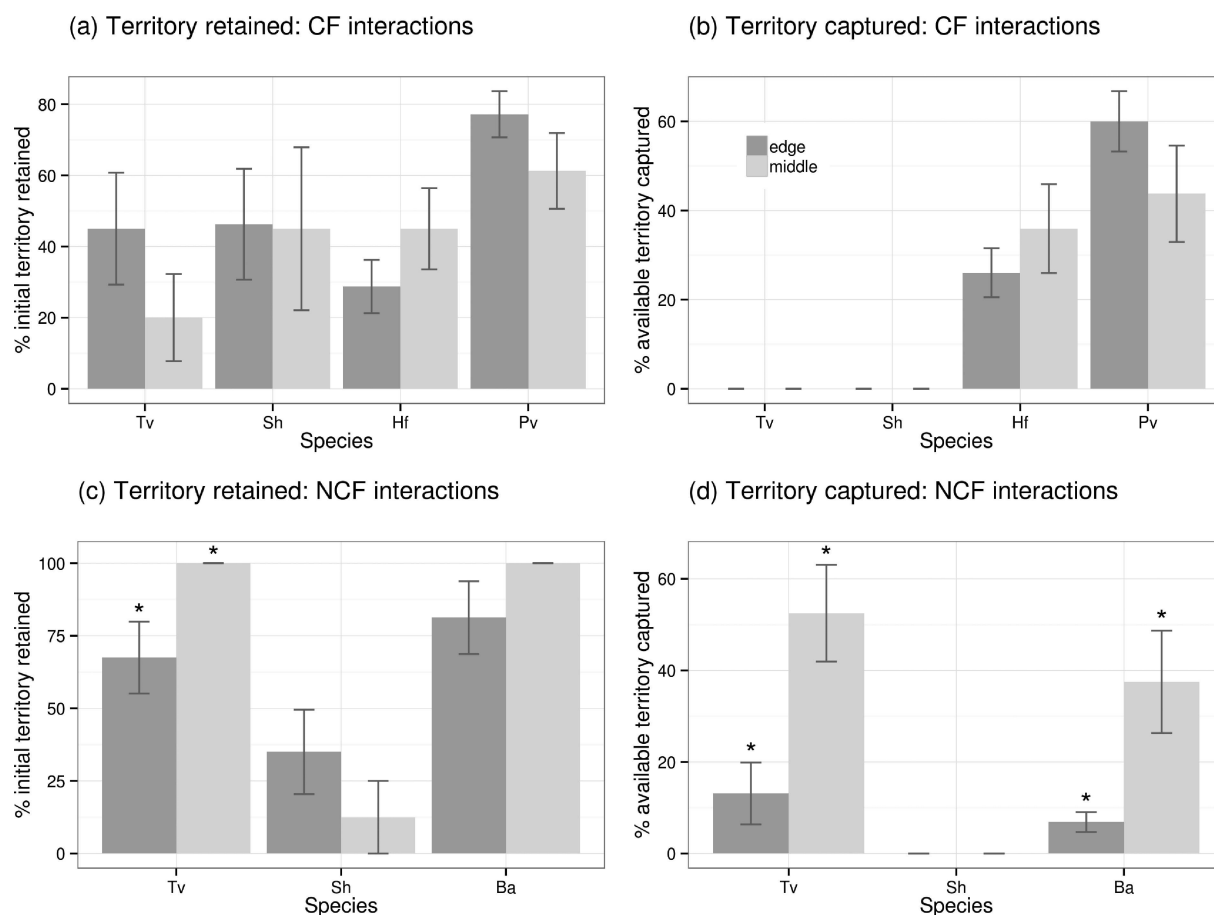 (a) Territory retained: CF interactions
% initial territory retained
80
60
40
20
0
Tv Sh Hf Pv
Species
(b) Territory captured: CF interactions
% available territory captured
60
40
20
0
edge
middle
Tv Sh Hf Pv
Species
(c) Territory retained: NCF interactions
% initial territory retained
100
75
50
25
0
* *
Tv Sh Ba
Species
(d) Territory captured: NCF interactions
% available territory captured
60
40
20
0
* * * *
Tv Sh Ba
Species